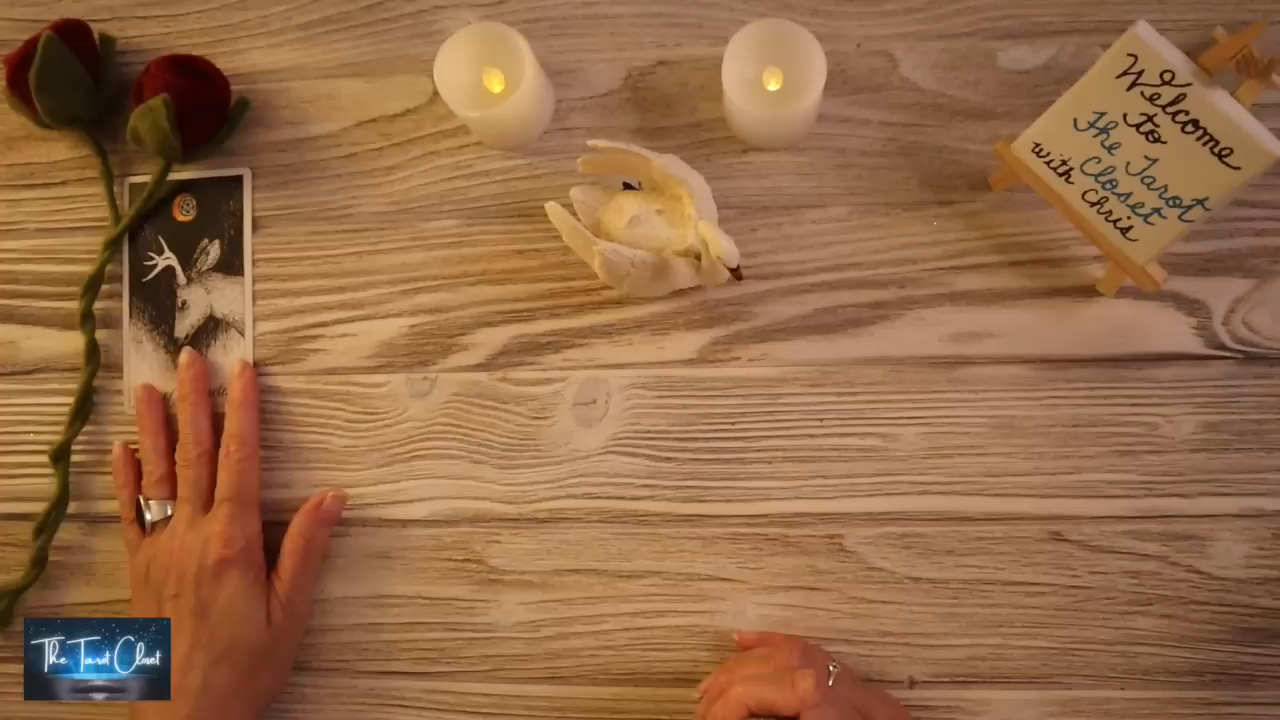 Welcome
to
The Tarot
Closet
with Chris
The Tarot Closet